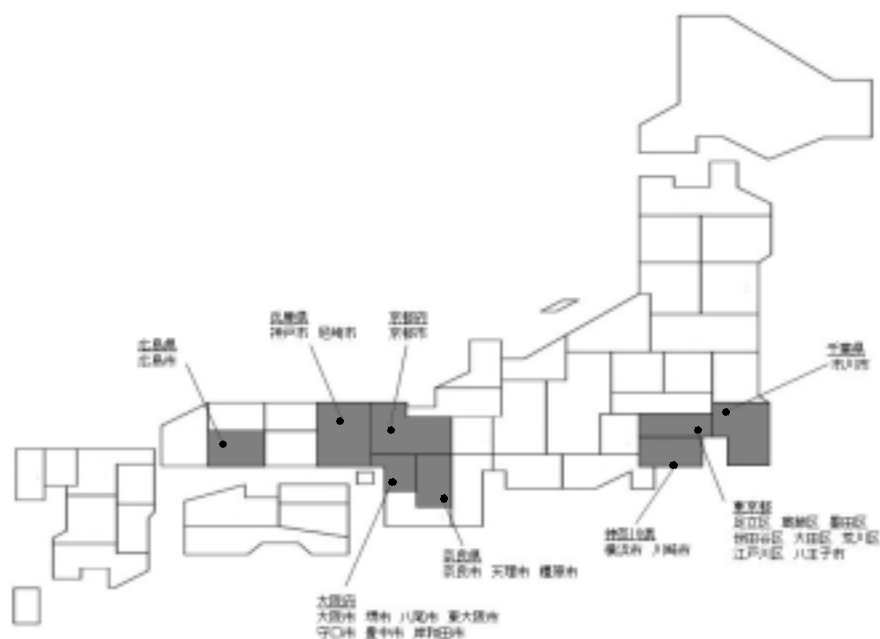 兵庫県
神戸市 尼崎市
京都府
京都市
広島県
広島市
千葉県
市川市
東京都
足立区 葛飾区 墨田区
世田谷区 大田区 荒川区
江戸川区 八王子市
神奈川県
横浜市 川崎市
奈良県
奈良市 天理市 橿原市
大阪府
大阪市 堺市 八尾市 東大阪市
守口市 豊中市 岸和田市